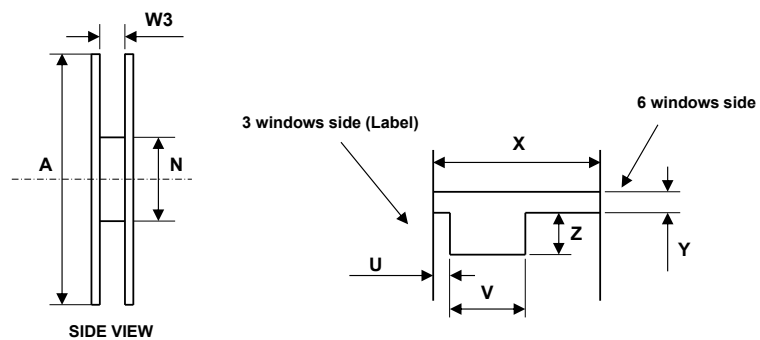 W3
A
N
SIDE VIEW
3 windows side (Label)
6 windows side
X
Z
Y
U
V